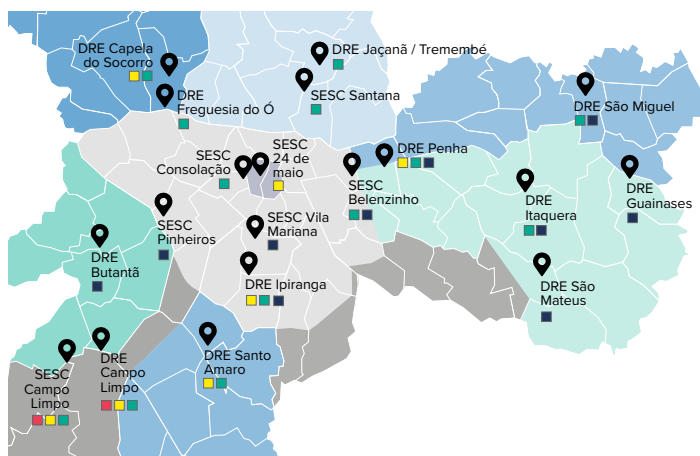 DRE Capela
do Socorro
DRE Jaçanã / Tremembé
DRE
Freguesia do Ó
SESC Santana
DRE São Miguel
SESC
Consolação
SESC
24 de
maio
DRE Penha
SESC
Belenzinho
DRE
Itaquera
DRE
Guainases
SESC
Pinheiros
SESC Vila
Mariana
DRE
Butantã
DRE Ipiranga
DRE São
Mateus
SESC
Campo
Limpo
DRE
Campo
Limpo
DRE Santo
Amaro